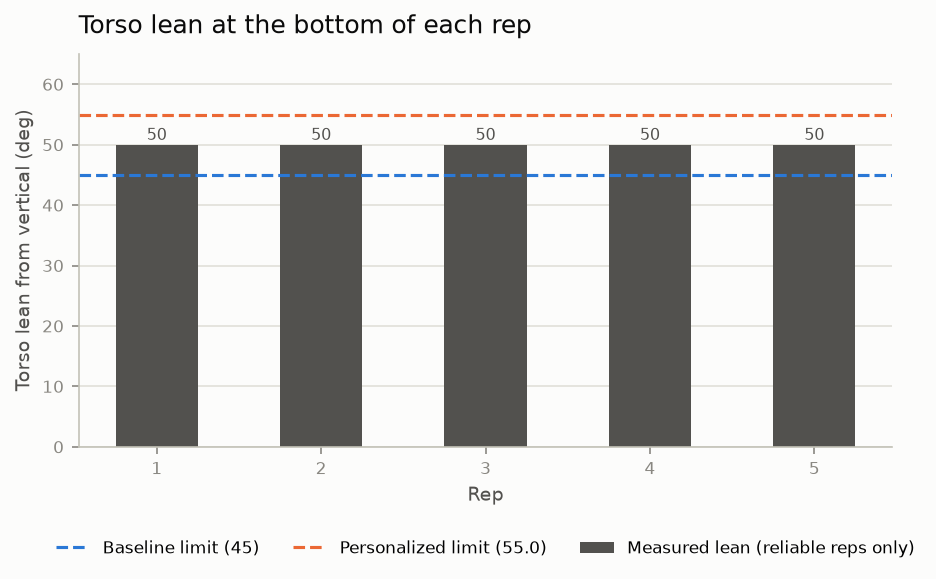 Torso lean at the bottom of each rep
Torso lean from vertical (deg)
60
50
40
30
20
10
0
50 50 50 50 50
1 2 3 4 5
Rep
Baseline limit (45) Personalized limit (55.0) Measured lean (reliable reps only)